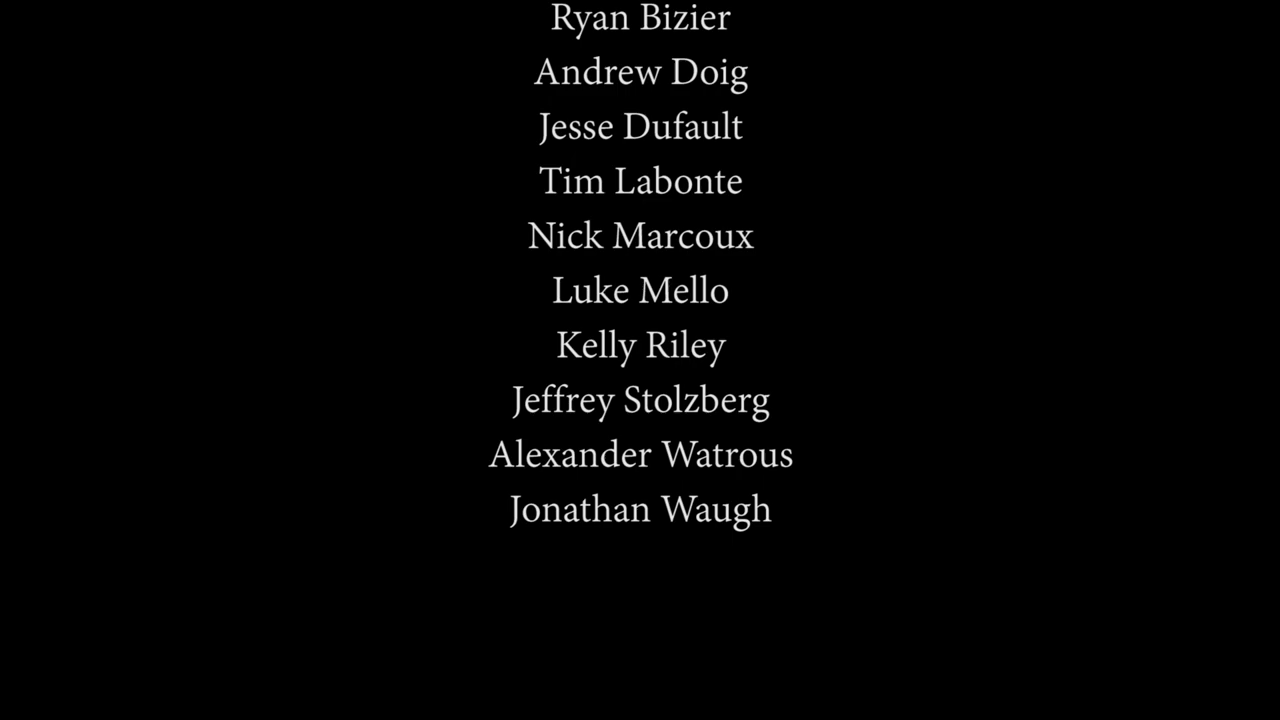 Ryan Bizier
Andrew Doig
Jesse Dufault
Tim Labonte
Nick Marcoux
Luke Mello
Kelly Riley
Jeffrey Stolzberg
Alexander Watrous
Jonathan Waugh